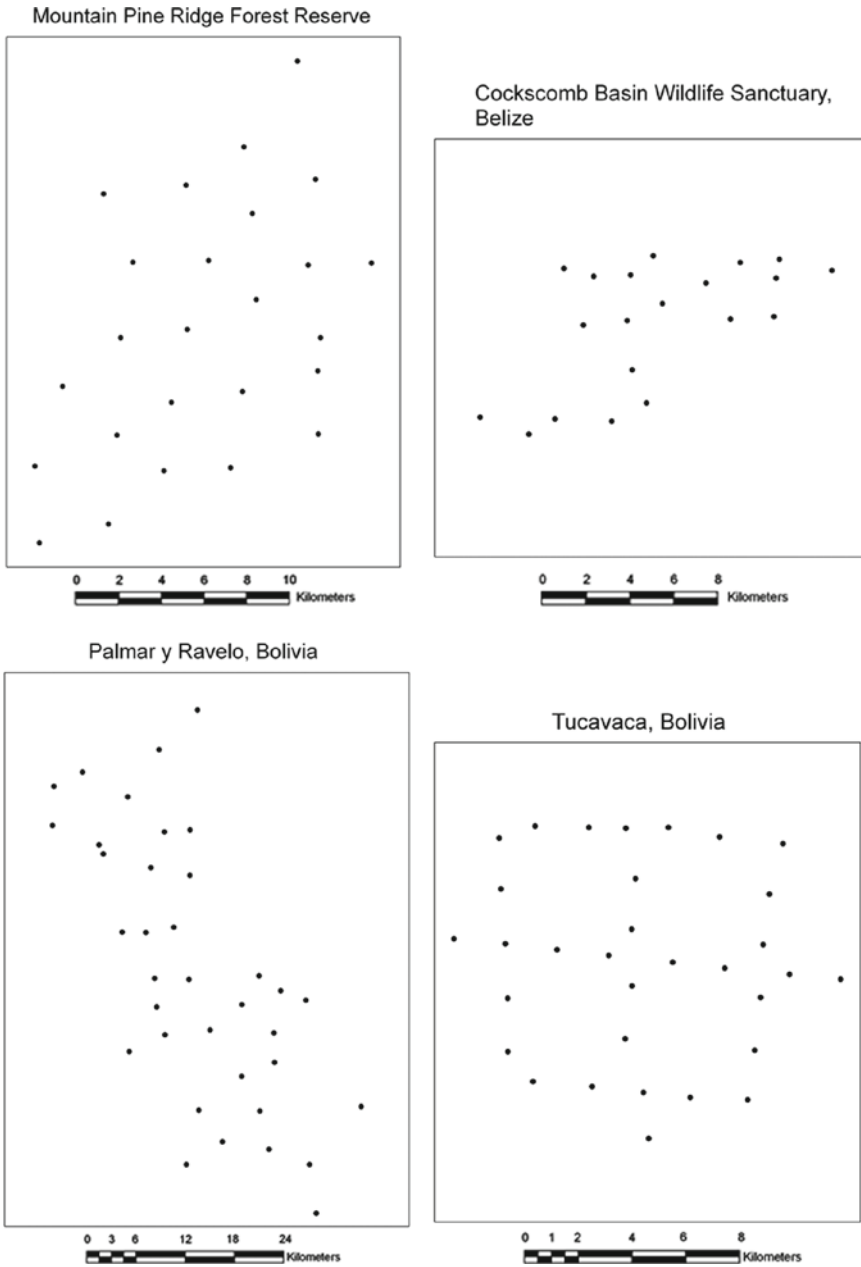 Mountain Pine Ridge Forest Reserve
Cockscomb Basin Wildlife Sanctuary,
Belize
0 2 4 6 8 10
Kilometers
0 2 4 6 8
Kilometers
Palmar y Ravelo, Bolivia
Tucavaca, Bolivia
0 3 6 12 18 24
Kilometers
0 1 2 4 6 8
Kilometers